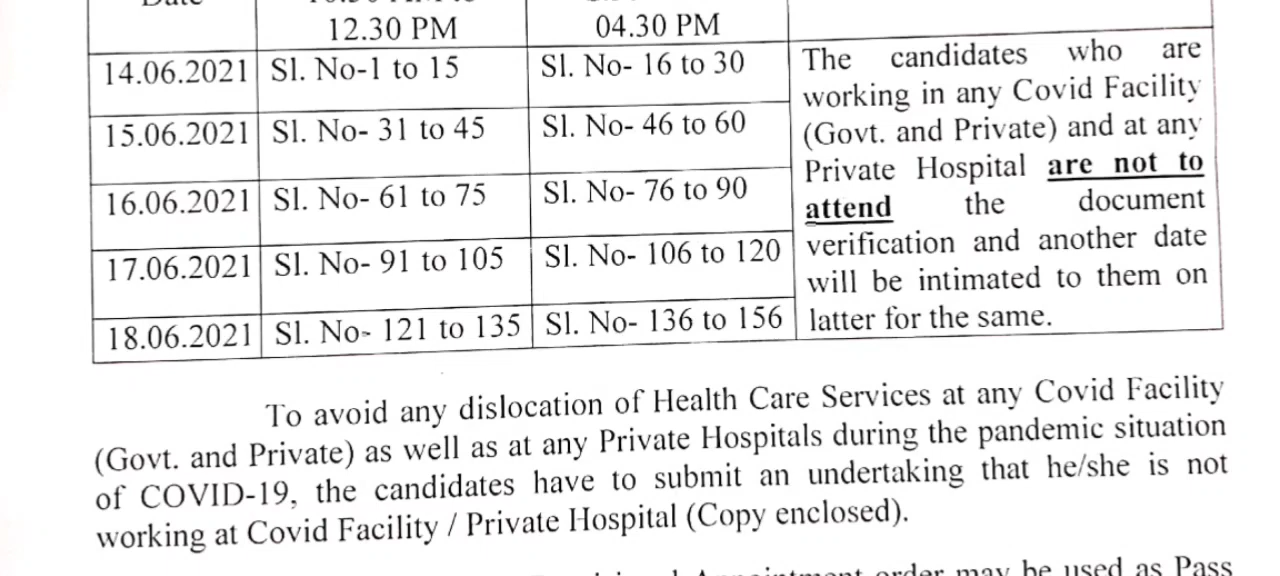 Date
12.30 PM 04.30 PM
14.06.2021 Sl. No-1 to 15 Sl. No- 16 to 30
15.06.2021 Sl. No- 31 to 45 Sl. No- 46 to 60
16.06.2021 Sl. No- 61 to 75 Sl. No- 76 to 90
17.06.2021 Sl. No- 91 to 105 Sl. No- 106 to 120
18.06.2021 Sl. No- 121 to 135 Sl. No- 136 to 156
The candidates who are
working in any Covid Facility
(Govt. and Private) and at any
Private Hospital are not to
attend the document
verification and another date
will be intimated to them on
latter for the same.
To avoid any dislocation of Health Care Services at any Covid Facility
(Govt. and Private) as well as at any Private Hospitals during the pandemic situation
of COVID-19, the candidates have to submit an undertaking that he/she is not
working at Covid Facility / Private Hospital (Copy enclosed).
order may be used as Pass